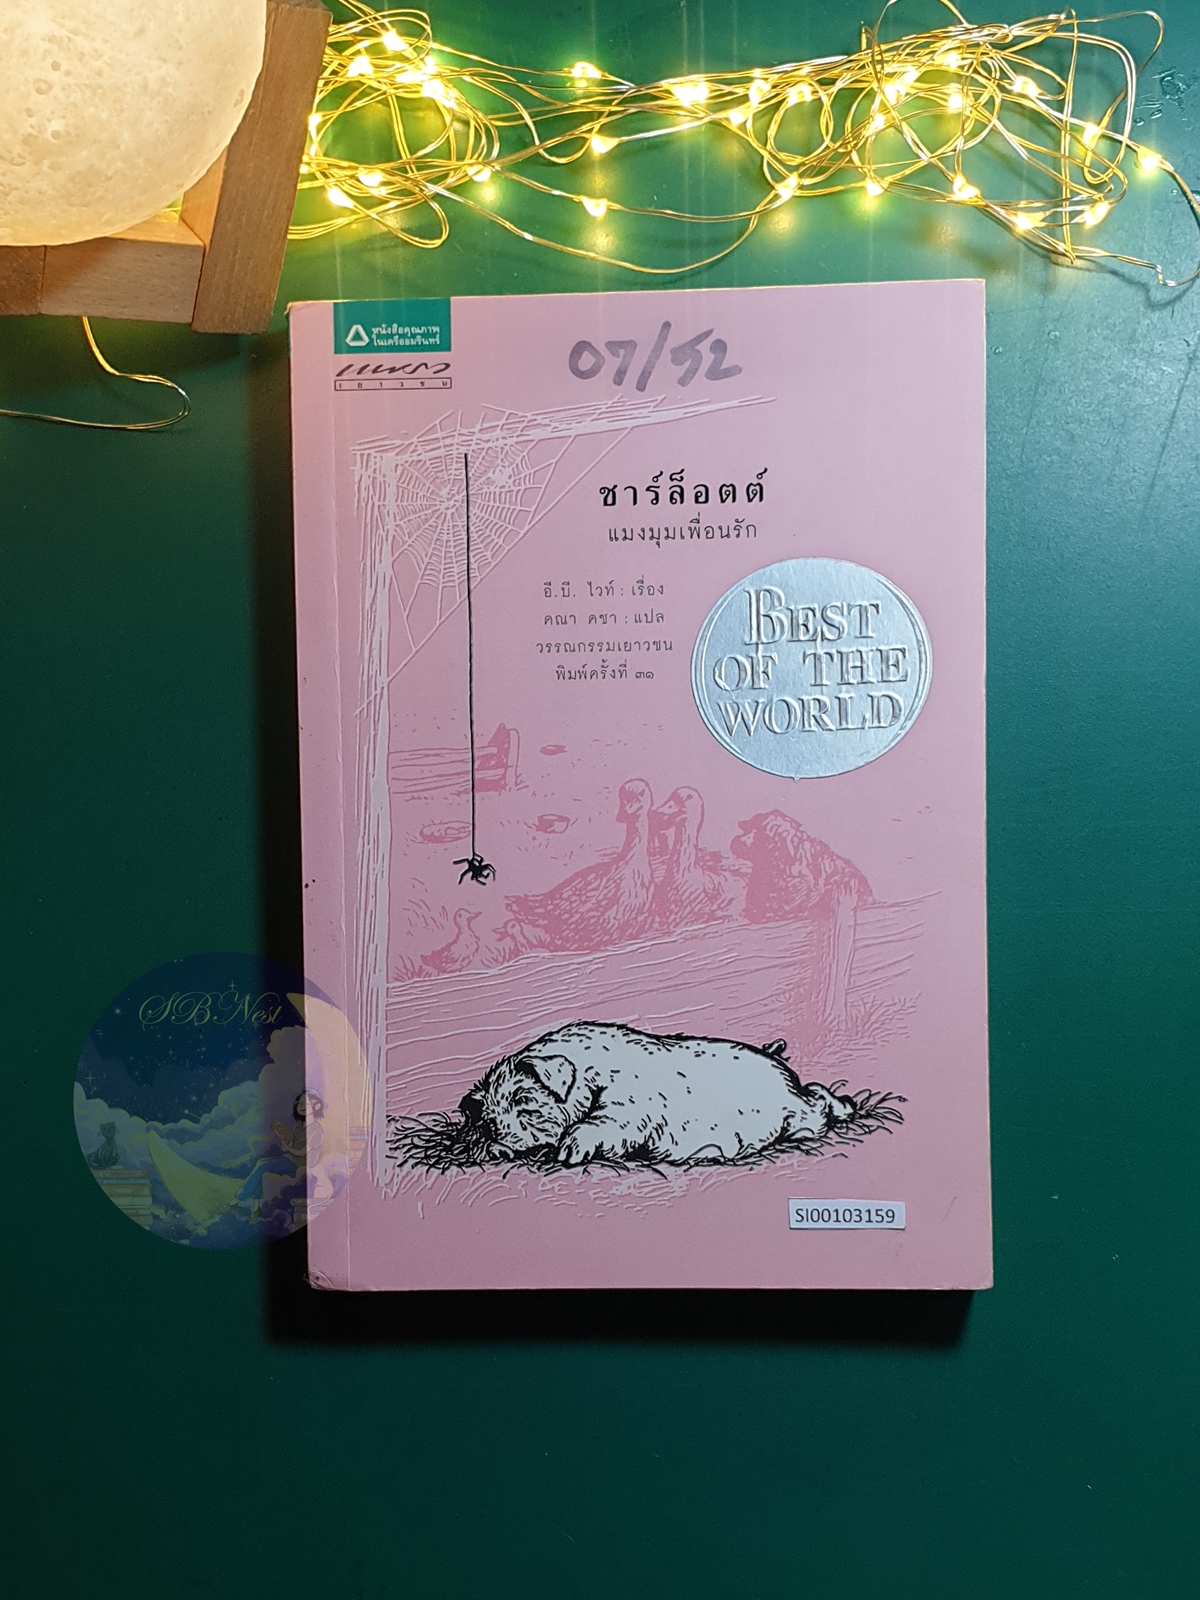 หนังสือคุณภาพ
ในเครืออมรินทร์
แพรว
เยาวชน
07/52
ชาร์ล็อตต์
แมงมุมเพื่อนรัก
อี.บี. ไวท์ : เรื่อง
คณา คชา : แปล
วรรณกรรมเยาวชน
พิมพ์ครั้งที่ ๓๑
BEST
OF THE
WORLD
SB Nest
SI00103159